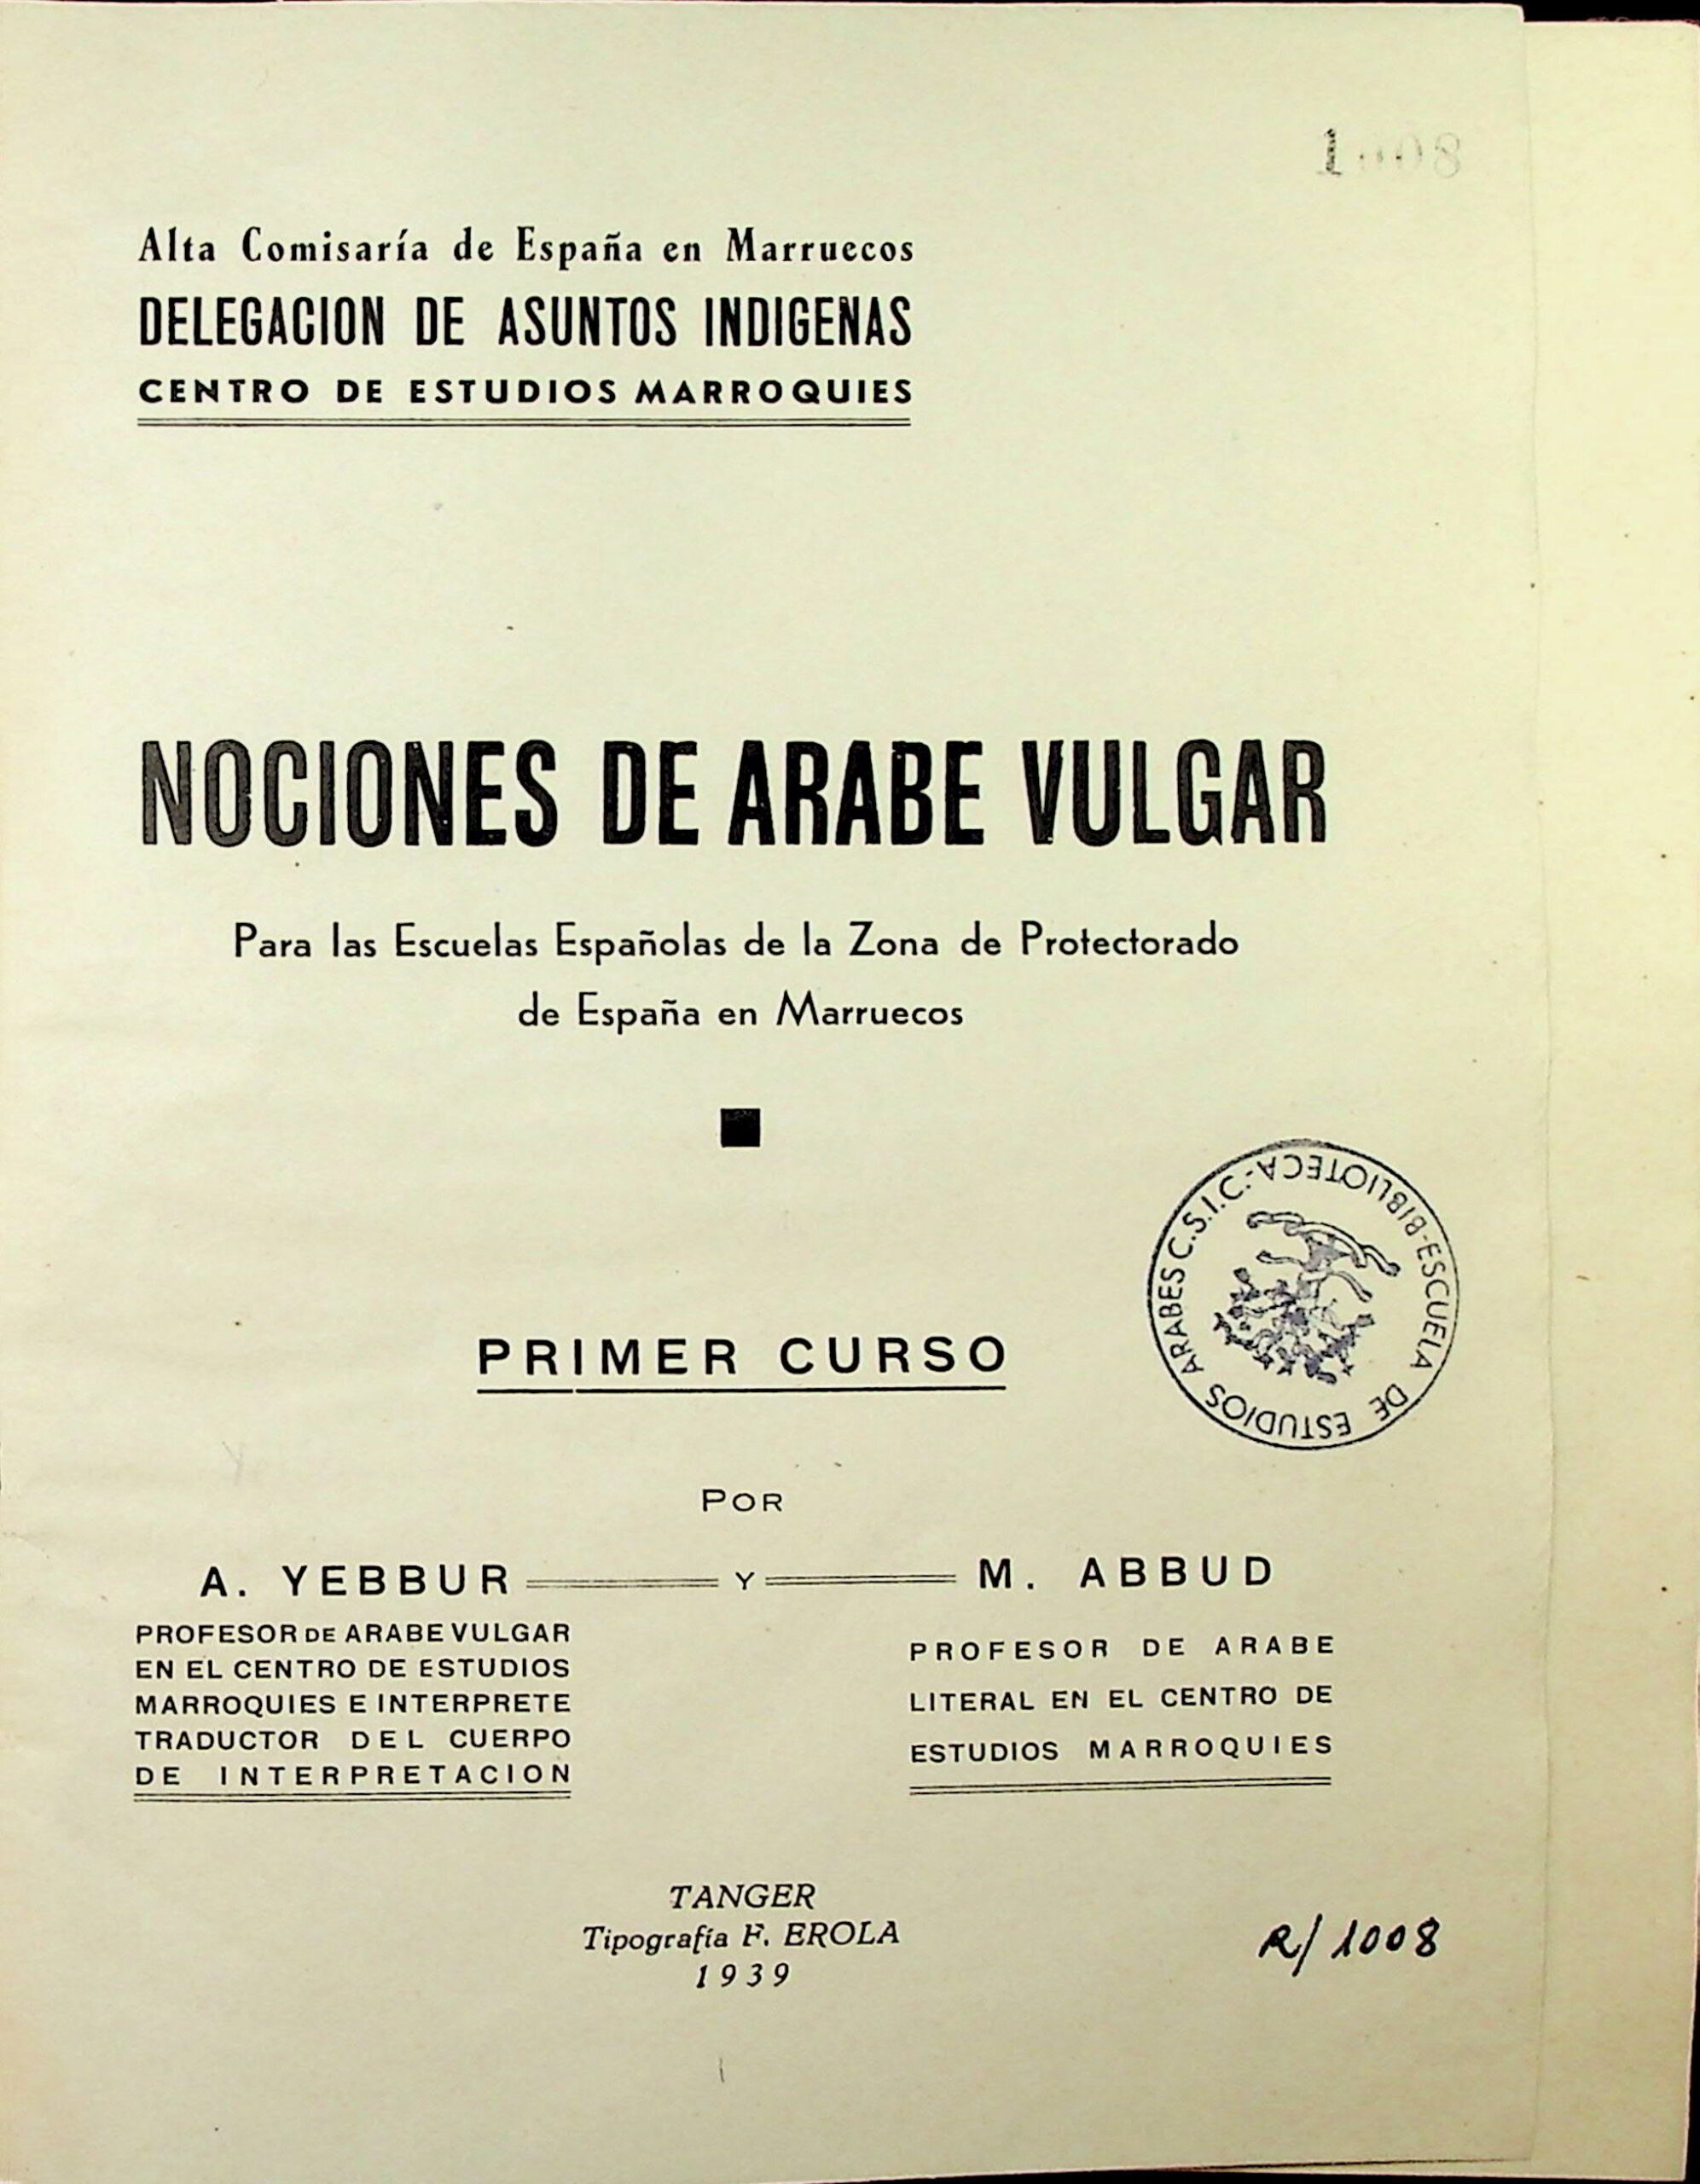 1008
Alta Comisaría de España en Marruecos
DELEGACION DE ASUNTOS INDIGENAS
CENTRO DE ESTUDIOS MARROQUIES
NOCIONES DE ARABE VULGAR
Para las Escuelas Españolas de la Zona de Protectorado
de España en Marruecos
ESCUELA DE ESTUDIOS ARABES C.S.I.C.-BIBLIOTECA-
PRIMER CURSO
POR
A. YEBBUR Y M. ABBUD
PROFESOR DE ARABE VULGAR
EN EL CENTRO DE ESTUDIOS
MARROQUIES E INTERPRETE
TRADUCTOR DEL CUERPO
DE INTERPRETACION
PROFESOR DE ARABE
LITERAL EN EL CENTRO DE
ESTUDIOS MARROQUIES
TANGER
Tipografía F. EROLA
1939
R/1008